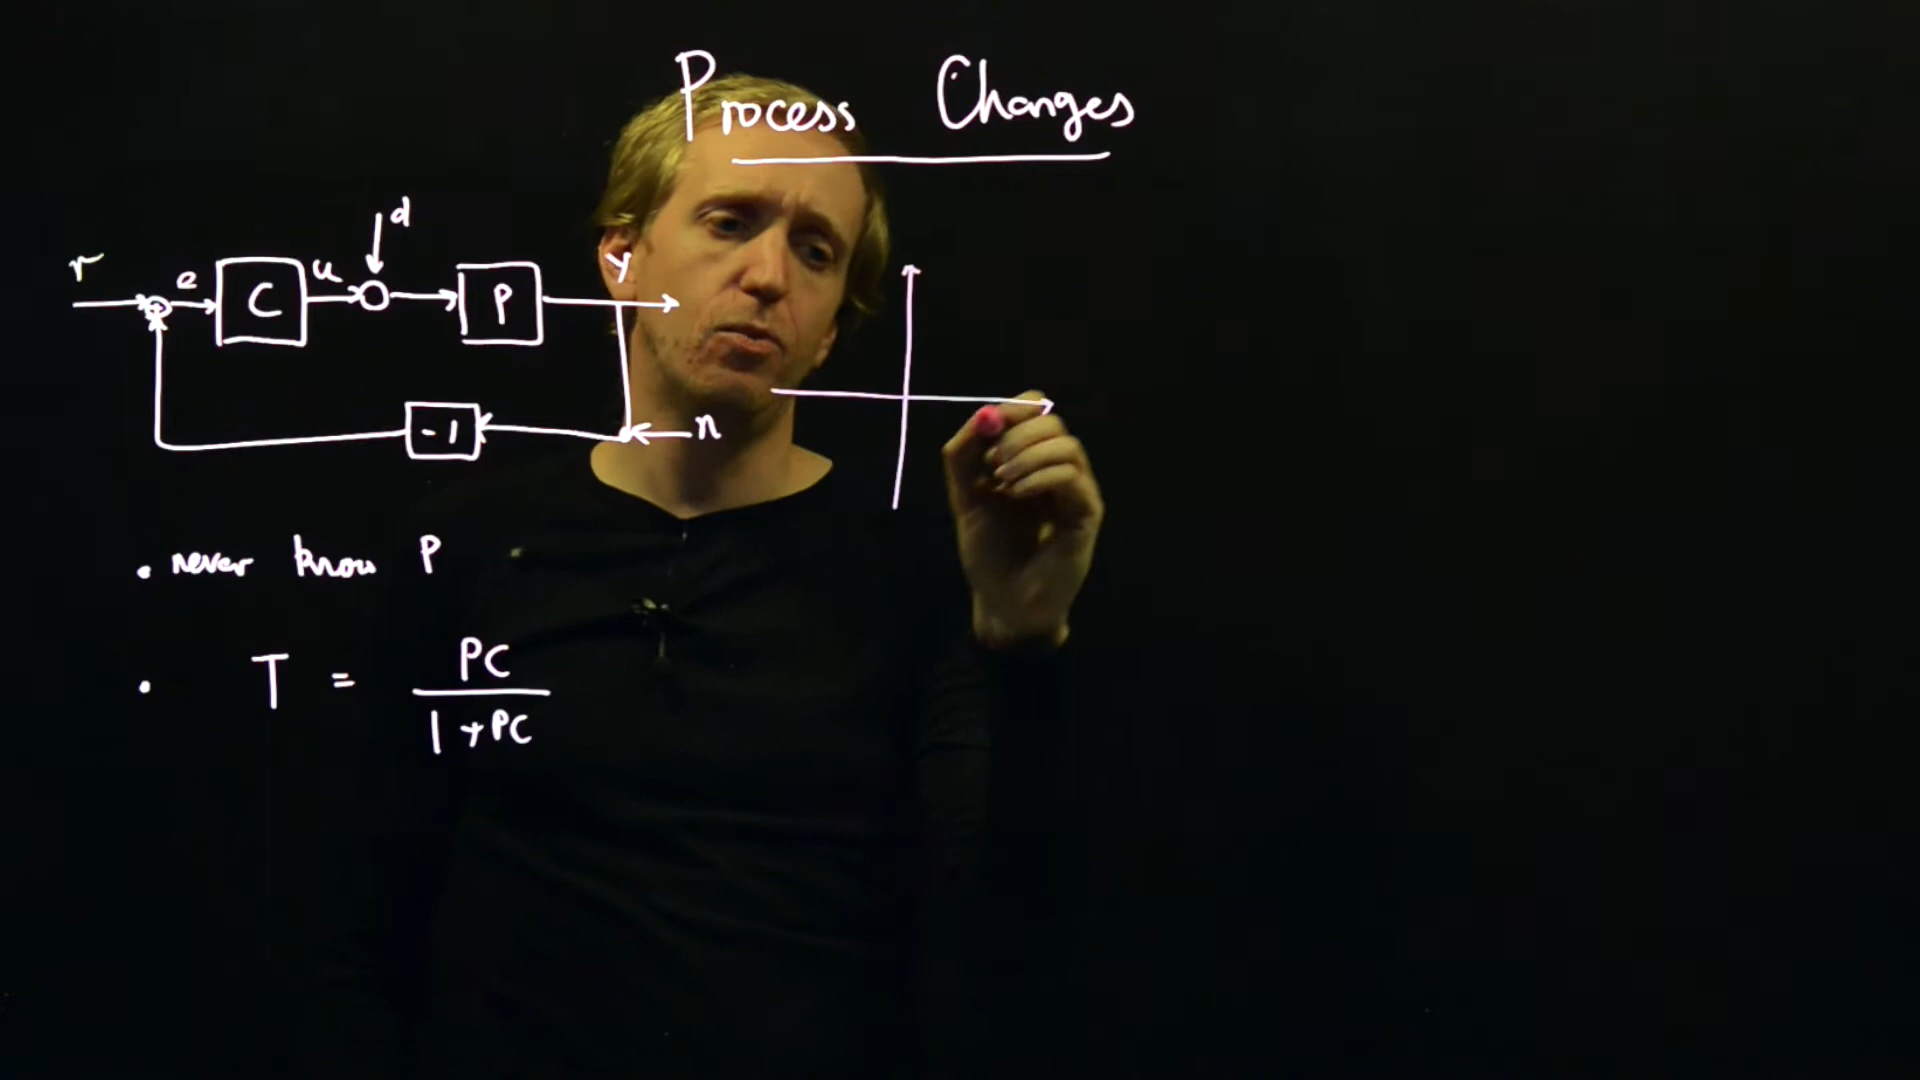 Process Changes
d
r e C u P y
-1 n
• never know P
• T = PC / 1 + PC